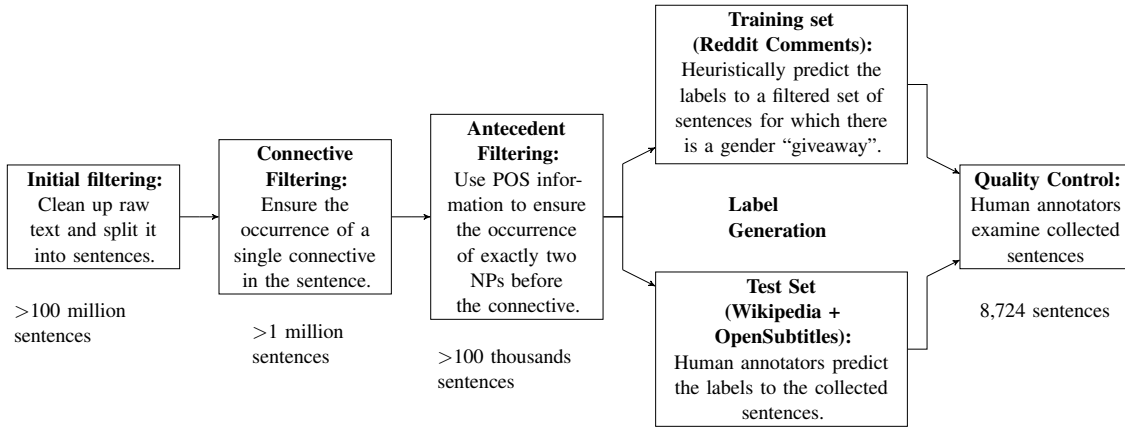 Initial filtering:
Clean up raw
text and split it
into sentences.
>100 million
sentences
Connective
Filtering:
Ensure the
occurrence of a
single connective
in the sentence.
>1 million
sentences
Antecedent
Filtering:
Use POS infor-
mation to ensure
the occurrence
of exactly two
NPs before
the connective.
>100 thousands
sentences
Training set
(Reddit Comments):
Heuristically predict the
labels to a filtered set of
sentences for which there
is a gender “giveaway”.
Label
Generation
Test Set
(Wikipedia +
OpenSubtitles):
Human annotators predict
the labels to the collected
sentences.
Quality Control:
Human annotators
examine collected
sentences
8,724 sentences